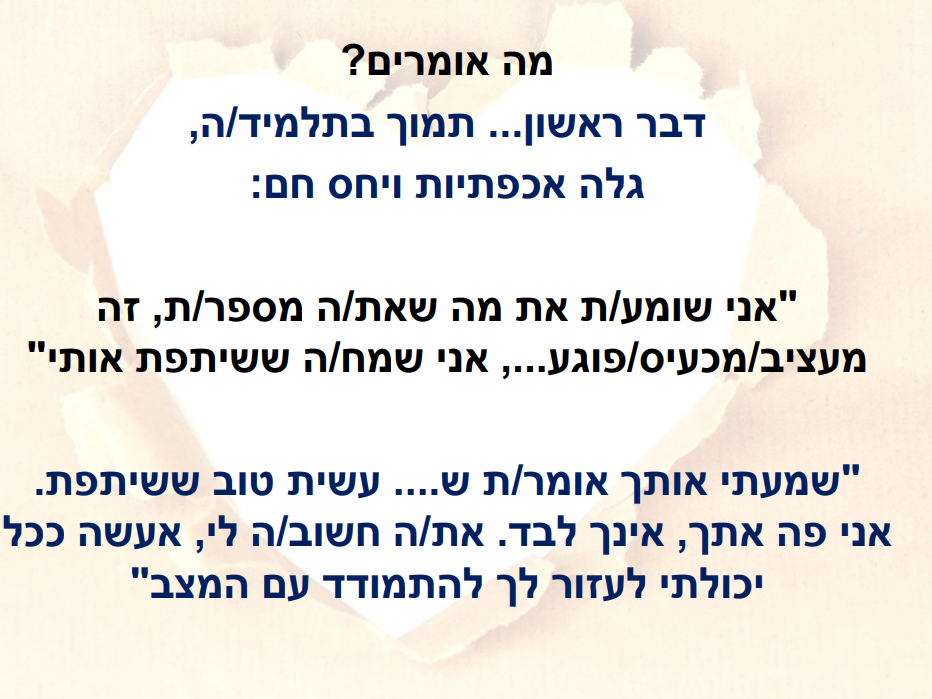 מה אומרים?
דבר ראשון... תמוך בתלמיד/ה,
גלה אכפתיות ויחס חם:
"אני שומע/ת את מה שאת/ה מספר/ת, זה
מעציב/מכעיס/פוגע..., אני שמח/ה ששיתפת אותי"
"שמעתי אותך אומר/ת ש.... עשית טוב ששיתפת.
אני פה אתך, אינך לבד. את/ה חשוב/ה לי, אעשה ככל
יכולתי לעזור לך להתמודד עם המצב"